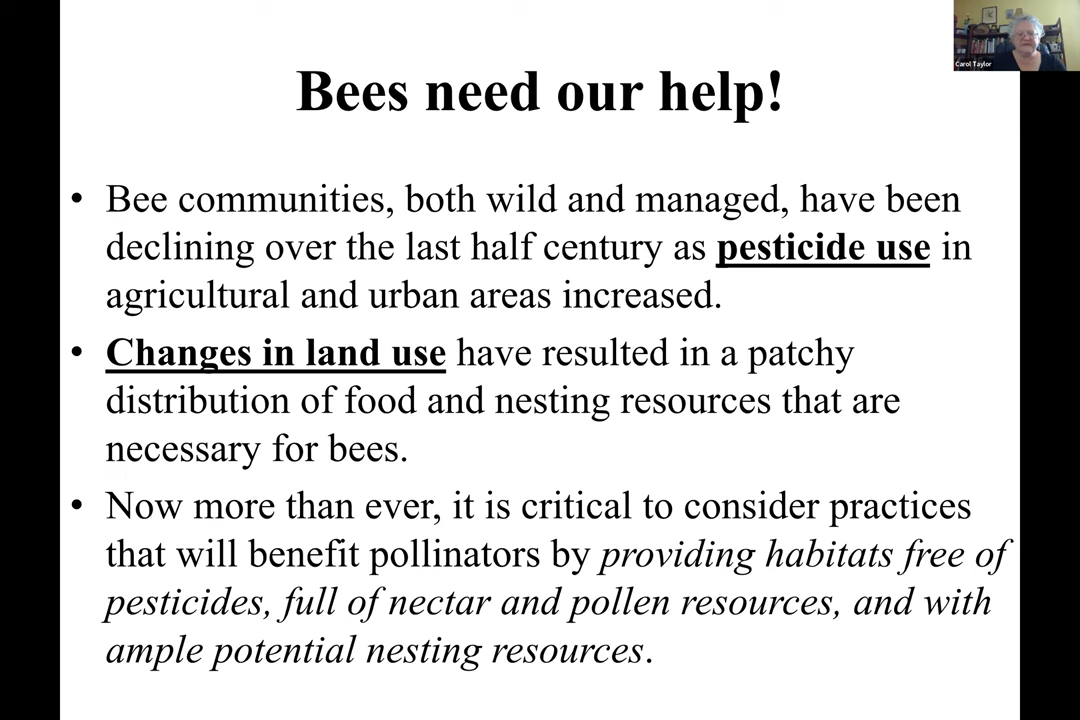 Carol Taylor
Bees need our help!
• Bee communities, both wild and managed, have been
declining over the last half century as pesticide use in
agricultural and urban areas increased.
• Changes in land use have resulted in a patchy
distribution of food and nesting resources that are
necessary for bees.
• Now more than ever, it is critical to consider practices
that will benefit pollinators by providing habitats free of
pesticides, full of nectar and pollen resources, and with
ample potential nesting resources.